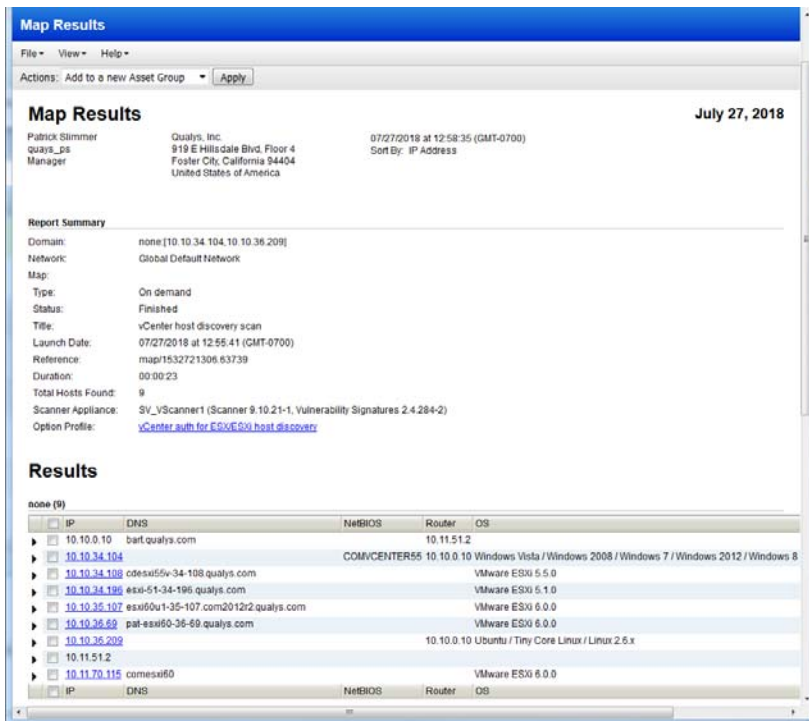 Map Results
File View Help
Actions: Add to a new Asset Group Apply
Map Results July 27, 2018
Patrick Slimmer Qualys, Inc. 07/27/2018 at 12:58:35 (GMT-0700)
quays_ps 919 E Hillsdale Blvd, Floor 4 Sort By: IP Address
Manager Foster City, California 94404
United States of America
Report Summary
Domain: none:[10.10.34.104,10.10.36.209]
Network: Global Default Network
Map:
Type: On demand
Status: Finished
Title: vCenter host discovery scan
Launch Date: 07/27/2018 at 12:55:41 (GMT-0700)
Reference: map/1532721306.63739
Duration: 00:00:23
Total Hosts Found: 9
Scanner Appliance: SV_VScanner1 (Scanner 9.10.21-1, Vulnerability Signatures 2.4.284-2)
Option Profile: vCenter auth for ESX/ESXi host discovery
Results
none (9)
IP DNS NetBIOS Router OS
10.10.0.10 bart.qualys.com 10.11.51.2
10.10.34.104 COMVCENTER55 10.10.0.10 Windows Vista / Windows 2008 / Windows 7 / Windows 2012 / Windows 8
10.10.34.108 cdesxi55v-34-108.qualys.com VMware ESXi 5.5.0
10.10.34.196 esxi-51-34-196.qualys.com VMware ESXi 5.1.0
10.10.35.107 esxi60u1-35-107.com2012r2.qualys.com VMware ESXi 6.0.0
10.10.36.69 pat-esxi60-36-69.qualys.com VMware ESXi 6.0.0
10.10.36.209 10.10.0.10 Ubuntu / Tiny Core Linux / Linux 2.6.x
10.11.51.2
10.11.70.115 comesxi60 VMware ESXi 6.0.0
IP DNS NetBIOS Router OS